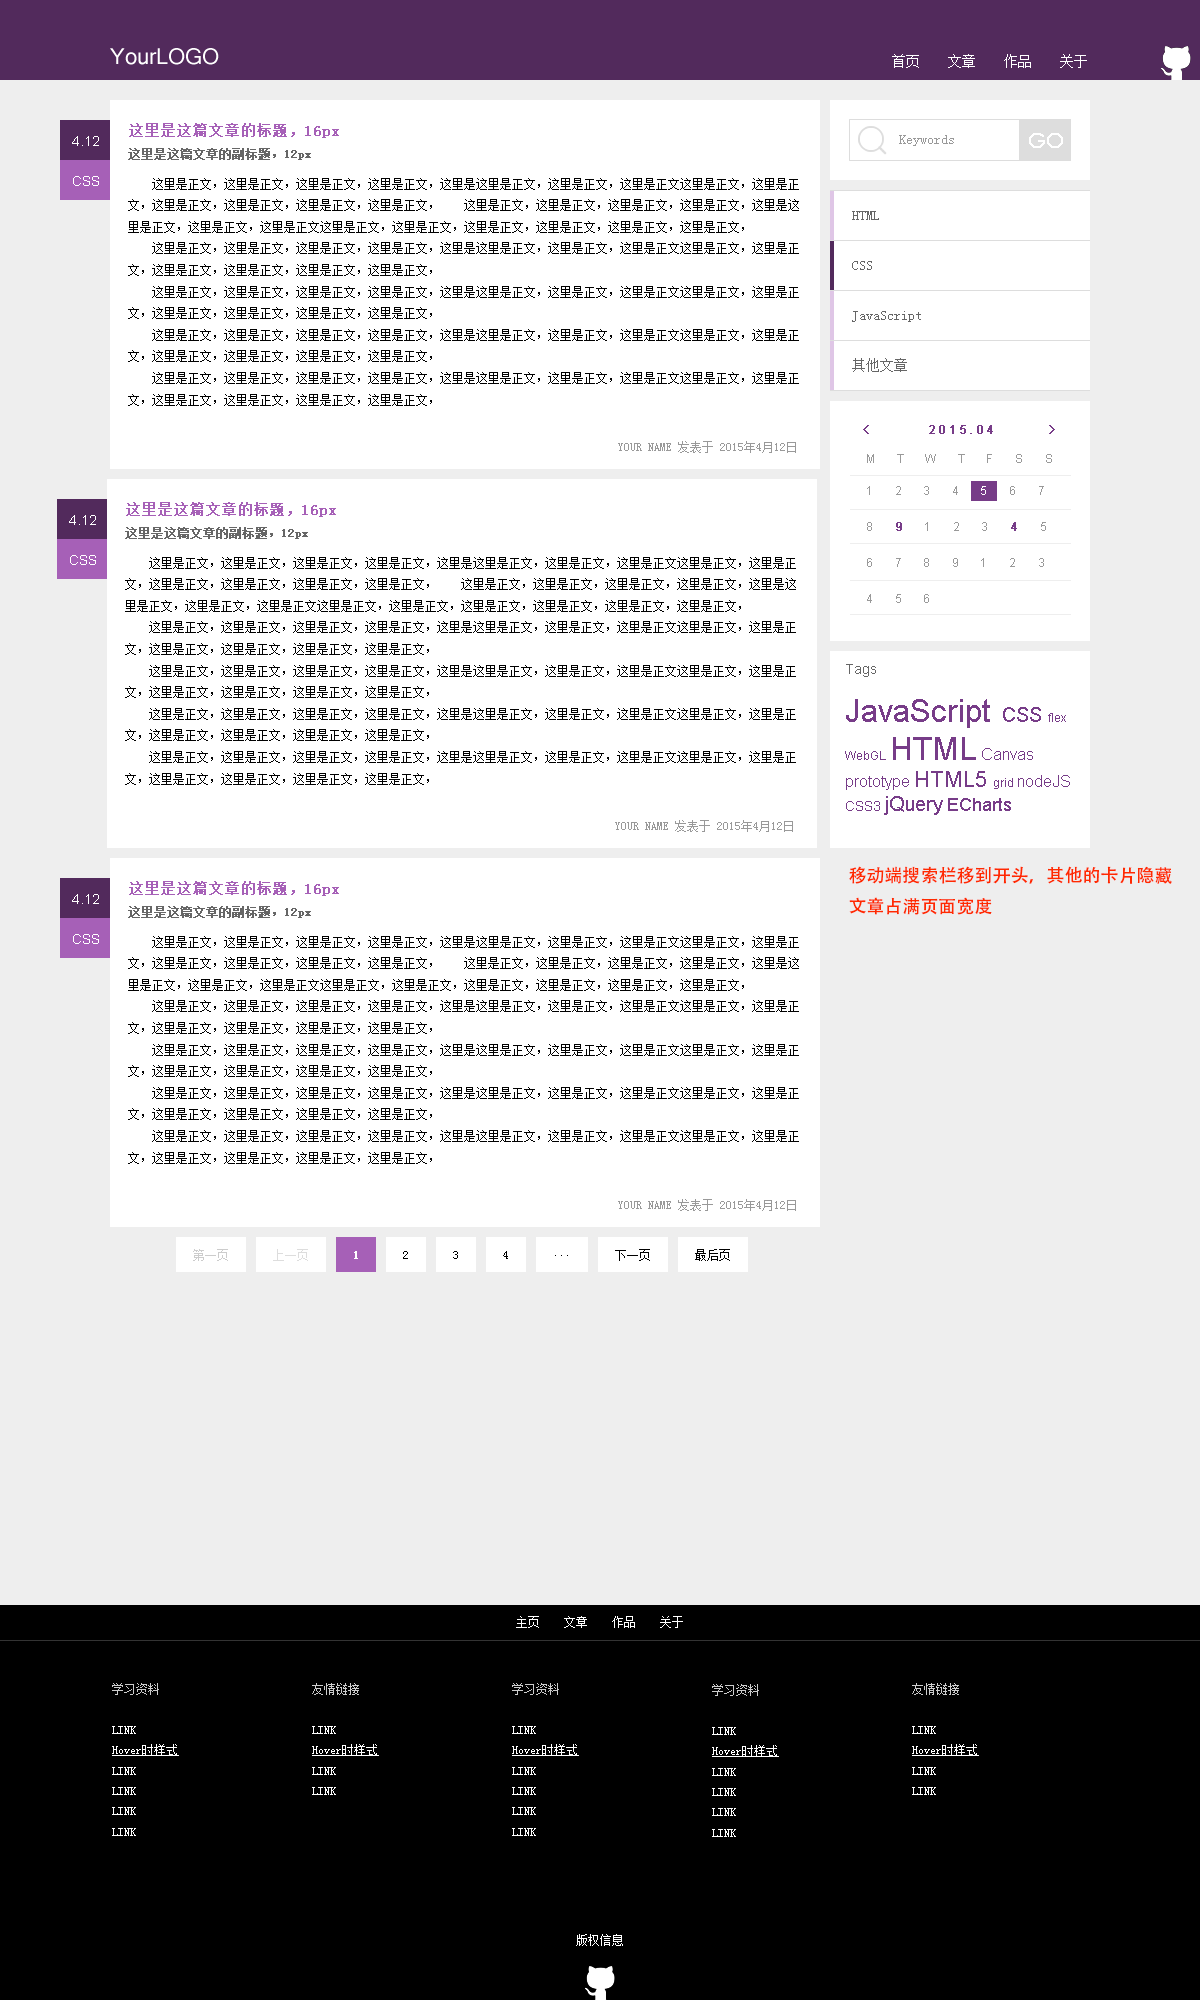 YourLOGO
首页 文章 作品 关于
4.12
CSS
这里是这篇文章的标题，16px
这里是这篇文章的副标题，12px
这里是正文，这里是正文，这里是正文，这里是正文，这里是这里是正文，这里是正文，这里是正文这里是正文，这里是正
文，这里是正文，这里是正文，这里是正文，这里是正文， 这里是正文，这里是正文，这里是正文，这里是正文，这里是这
里是正文，这里是正文，这里是正文这里是正文，这里是正文，这里是正文，这里是正文，这里是正文，这里是正文，
这里是正文，这里是正文，这里是正文，这里是正文，这里是这里是正文，这里是正文，这里是正文这里是正文，这里是正
文，这里是正文，这里是正文，这里是正文，这里是正文，
这里是正文，这里是正文，这里是正文，这里是正文，这里是这里是正文，这里是正文，这里是正文这里是正文，这里是正
文，这里是正文，这里是正文，这里是正文，这里是正文，
这里是正文，这里是正文，这里是正文，这里是正文，这里是这里是正文，这里是正文，这里是正文这里是正文，这里是正
文，这里是正文，这里是正文，这里是正文，这里是正文，
这里是正文，这里是正文，这里是正文，这里是正文，这里是这里是正文，这里是正文，这里是正文这里是正文，这里是正
文，这里是正文，这里是正文，这里是正文，这里是正文，
YOUR NAME 发表于 2015年4月12日
4.12
CSS
这里是这篇文章的标题，16px
这里是这篇文章的副标题，12px
这里是正文，这里是正文，这里是正文，这里是正文，这里是这里是正文，这里是正文，这里是正文这里是正文，这里是正
文，这里是正文，这里是正文，这里是正文，这里是正文， 这里是正文，这里是正文，这里是正文，这里是正文，这里是这
里是正文，这里是正文，这里是正文这里是正文，这里是正文，这里是正文，这里是正文，这里是正文，这里是正文，
这里是正文，这里是正文，这里是正文，这里是正文，这里是这里是正文，这里是正文，这里是正文这里是正文，这里是正
文，这里是正文，这里是正文，这里是正文，这里是正文，
这里是正文，这里是正文，这里是正文，这里是正文，这里是这里是正文，这里是正文，这里是正文这里是正文，这里是正
文，这里是正文，这里是正文，这里是正文，这里是正文，
这里是正文，这里是正文，这里是正文，这里是正文，这里是这里是正文，这里是正文，这里是正文这里是正文，这里是正
文，这里是正文，这里是正文，这里是正文，这里是正文，
这里是正文，这里是正文，这里是正文，这里是正文，这里是这里是正文，这里是正文，这里是正文这里是正文，这里是正
文，这里是正文，这里是正文，这里是正文，这里是正文，
YOUR NAME 发表于 2015年4月12日
4.12
CSS
这里是这篇文章的标题，16px
这里是这篇文章的副标题，12px
这里是正文，这里是正文，这里是正文，这里是正文，这里是这里是正文，这里是正文，这里是正文这里是正文，这里是正
文，这里是正文，这里是正文，这里是正文，这里是正文， 这里是正文，这里是正文，这里是正文，这里是正文，这里是这
里是正文，这里是正文，这里是正文这里是正文，这里是正文，这里是正文，这里是正文，这里是正文，这里是正文，
这里是正文，这里是正文，这里是正文，这里是正文，这里是这里是正文，这里是正文，这里是正文这里是正文，这里是正
文，这里是正文，这里是正文，这里是正文，这里是正文，
这里是正文，这里是正文，这里是正文，这里是正文，这里是这里是正文，这里是正文，这里是正文这里是正文，这里是正
文，这里是正文，这里是正文，这里是正文，这里是正文，
这里是正文，这里是正文，这里是正文，这里是正文，这里是这里是正文，这里是正文，这里是正文这里是正文，这里是正
文，这里是正文，这里是正文，这里是正文，这里是正文，
这里是正文，这里是正文，这里是正文，这里是正文，这里是这里是正文，这里是正文，这里是正文这里是正文，这里是正
文，这里是正文，这里是正文，这里是正文，这里是正文，
YOUR NAME 发表于 2015年4月12日
第一页 上一页 1 2 3 4 ... 下一页 最后页
Keywords GO
HTML
CSS
JavaScript
其他文章
< 2015.04 >
M T W T F S S
1 2 3 4 5 6 7
8 9 1 2 3 4 5
6 7 8 9 1 2 3
4 5 6
Tags
JavaScript CSS flex
WebGL HTML Canvas
prototype HTML5 grid nodeJS
CSS3 jQuery ECharts
移动端搜索栏移到开头，其他的卡片隐藏
文章占满页面宽度
主页 文章 作品 关于
学习资料
LINK
Hover时样式
LINK
LINK
LINK
LINK
友情链接
LINK
Hover时样式
LINK
LINK
学习资料
LINK
Hover时样式
LINK
LINK
LINK
LINK
学习资料
LINK
Hover时样式
LINK
LINK
LINK
LINK
友情链接
LINK
Hover时样式
LINK
LINK
版权信息